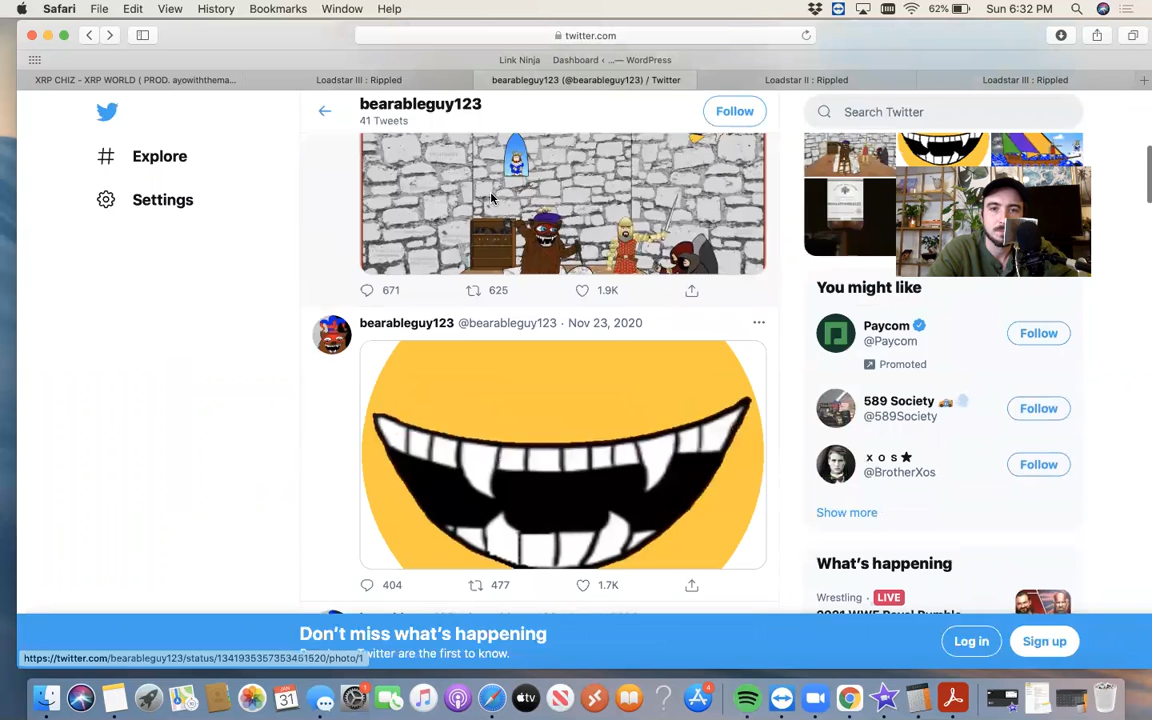 Safari File Edit View History Bookmarks Window Help 62% Sun 6:32 PM
twitter.com
Link Ninja Dashboard ‹ ...— WordPress
XRP CHIZ - XRP WORLD ( PROD. ayowiththema... Loadstar : Rippled bearableguy123 (@bearableguy123) / Twitter Loadstar II : Rippled Loadstar III : Rippled
bearableguy123
41 Tweets
Follow
Search Twitter
Explore
Settings
671 625 1.9K
bearableguy123 @bearableguy123 · Nov 23, 2020
404 477 1.7K
You might like
Paycom
@Paycom
Follow
Promoted
589 Society
@589Society
Follow
x o s★
@BrotherXos
Follow
Show more
What's happening
Wrestling · LIVE
Don't miss what's happening
Twitter are the first to know.
Log in
Sign up
https://twitter.com/bearableguy123/status/1341935357353451520/photo/1
JAN
31
tv